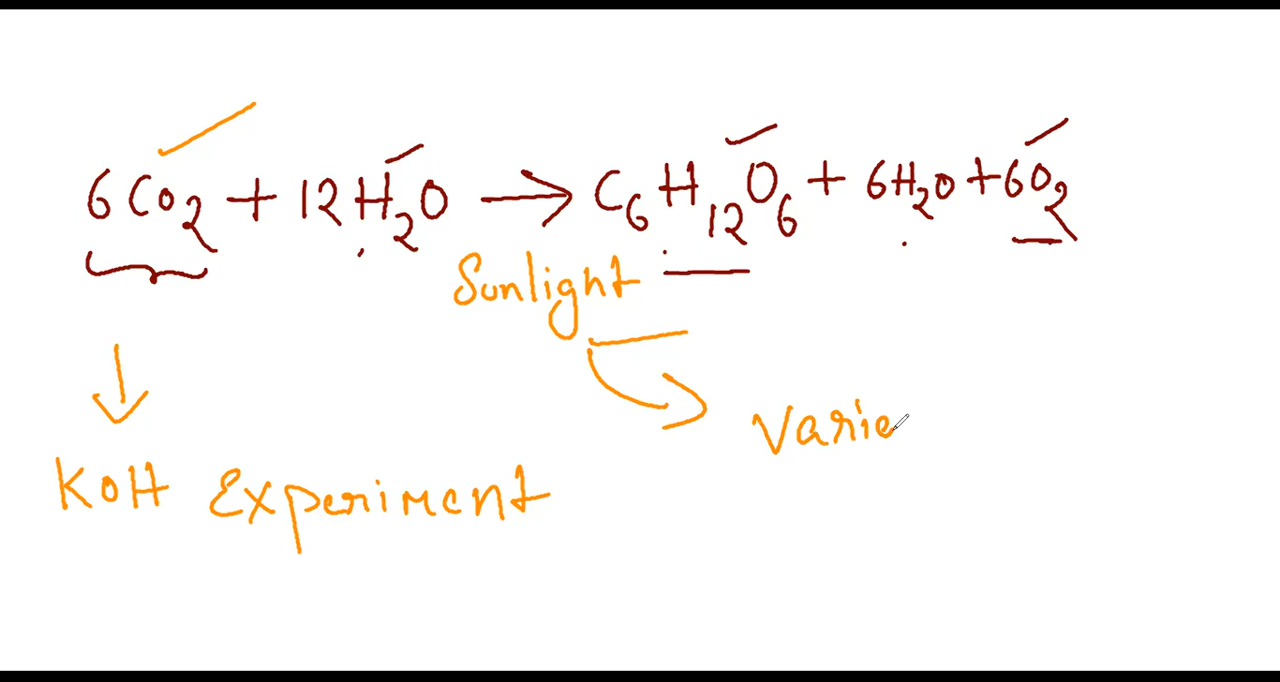 6CO₂ + 12H₂O → C₆H₁₂O₆ + 6H₂O + 6O₂
Sunlight
Varie
KOH Experiment